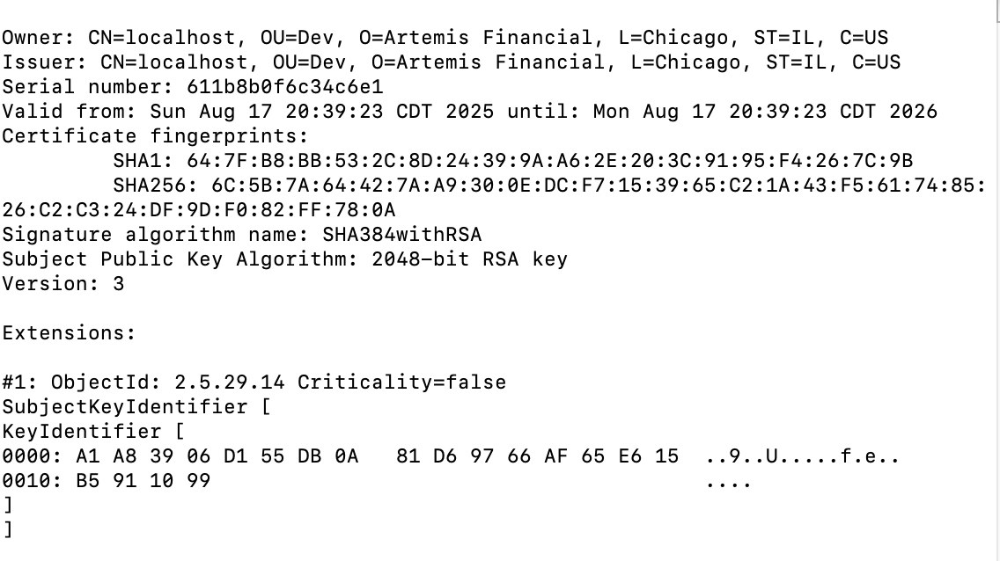 Owner: CN=localhost, OU=Dev, O=Artemis Financial, L=Chicago, ST=IL, C=US
Issuer: CN=localhost, OU=Dev, O=Artemis Financial, L=Chicago, ST=IL, C=US
Serial number: 611b8b0f6c34c6e1
Valid from: Sun Aug 17 20:39:23 CDT 2025 until: Mon Aug 17 20:39:23 CDT 2026
Certificate fingerprints:
         SHA1: 64:7F:B8:BB:53:2C:8D:24:39:9A:A6:2E:20:3C:91:95:F4:26:7C:9B
         SHA256: 6C:5B:7A:64:42:7A:A9:30:0E:DC:F7:15:39:65:C2:1A:43:F5:61:74:85:
26:C2:C3:24:DF:9D:F0:82:FF:78:0A
Signature algorithm name: SHA384withRSA
Subject Public Key Algorithm: 2048-bit RSA key
Version: 3

Extensions:

#1: ObjectId: 2.5.29.14 Criticality=false
SubjectKeyIdentifier [
KeyIdentifier [
0000: A1 A8 39 06 D1 55 DB 0A   81 D6 97 66 AF 65 E6 15  ..9..U.....f.e..
0010: B5 91 10 99                                        ....
]
]